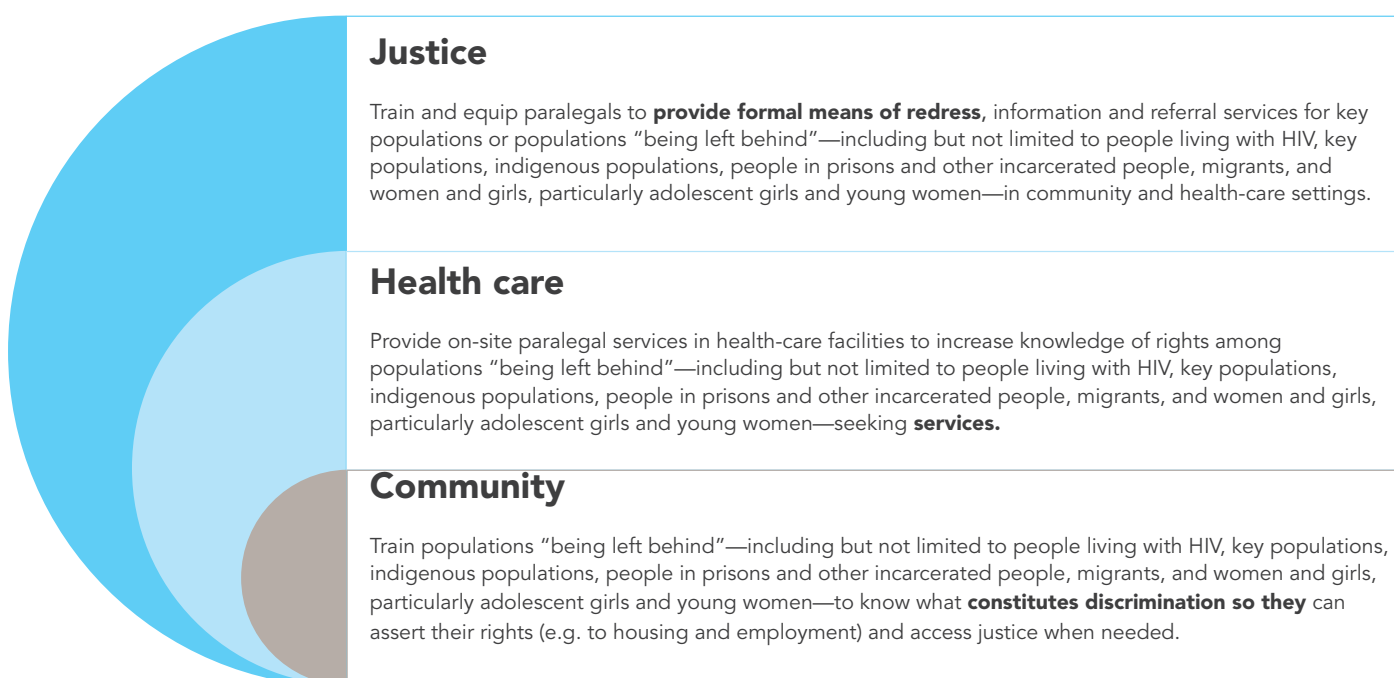 Justice
Train and equip paralegals to provide formal means of redress, information and referral services for key
populations or populations “being left behind”—including but not limited to people living with HIV, key
populations, indigenous populations, people in prisons and other incarcerated people, migrants, and
women and girls, particularly adolescent girls and young women—in community and health-care settings.
Health care
Provide on-site paralegal services in health-care facilities to increase knowledge of rights among
populations “being left behind”—including but not limited to people living with HIV, key populations,
indigenous populations, people in prisons and other incarcerated people, migrants, and women and girls,
particularly adolescent girls and young women—seeking services.
Community
Train populations “being left behind”—including but not limited to people living with HIV, key populations,
indigenous populations, people in prisons and other incarcerated people, migrants, and women and girls,
particularly adolescent girls and young women—to know what constitutes discrimination so they can
assert their rights (e.g. to housing and employment) and access justice when needed.